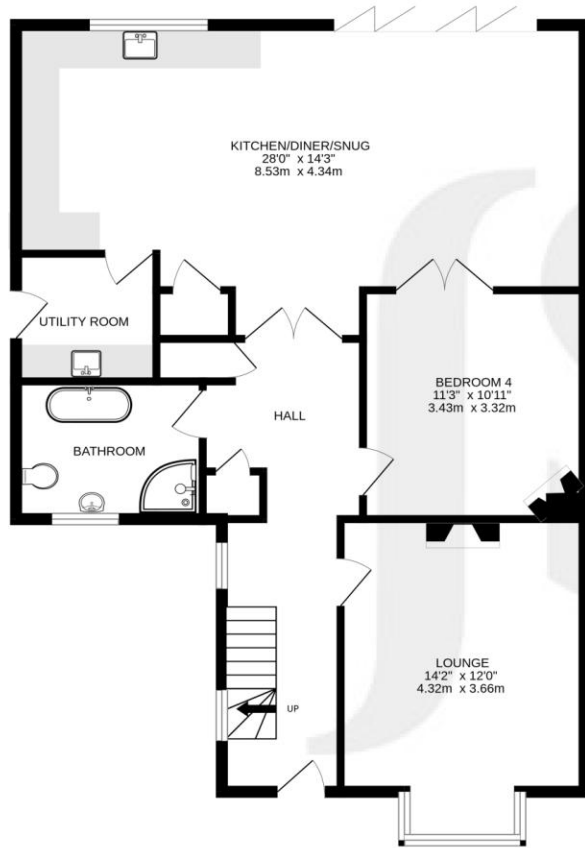 KITCHEN/DINER/SNUG
28'0" x 14'3"
8.53m x 4.34m
UTILITY ROOM
BEDROOM 4
11'3" x 10'11"
3.43m x 3.32m
HALL
BATHROOM
LOUNGE
14'2" x 12'0"
4.32m x 3.66m
UP